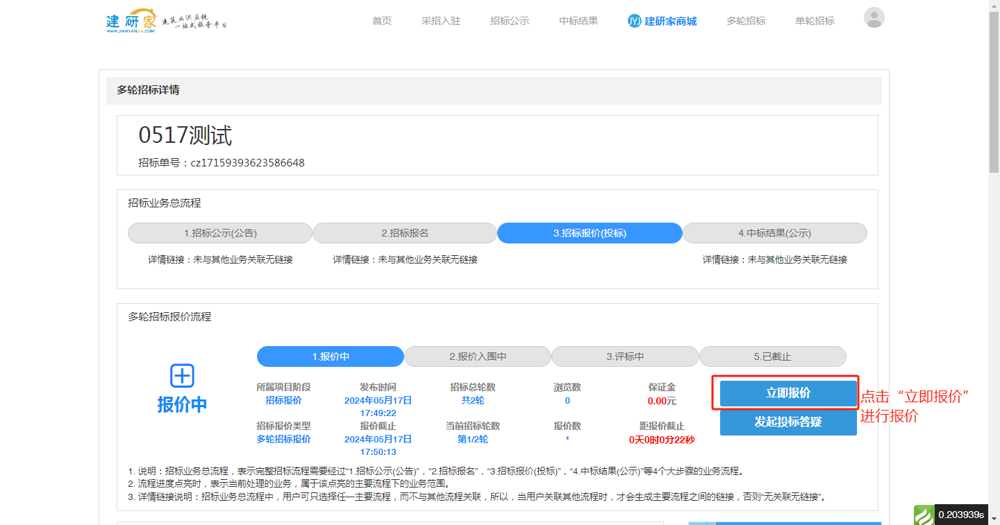 建研家 建筑业供应链
一站式服务平台
WWW.JIANYANJIA.COM
首页 采招入驻 招标公示 中标结果 JYJ 建研家商城 多轮招标 单轮招标
多轮招标详情
0517测试
招标单号：cz17159393623586648
招标业务总流程
1.招标公示(公告) 2.招标报名 3.招标报价(投标) 4.中标结果(公示)
详情链接：未与其他业务关联无链接 详情链接：未与其他业务关联无链接 详情链接：未与其他业务关联无链接
多轮招标报价流程
1.报价中 2.报价入围中 3.评标中 5.已截止
报价中
所属项目阶段 发布时间 招标总轮数 浏览数 保证金
招标报价 2024年05月17日 共2轮 0 0.00元
17:49:22
招标报价类型 报价截止 当前招标轮数 报价数 距报价截止
多轮招标报价 2024年05月17日 第1/2轮 * 0天0时0分22秒
17:50:13
立即报价
发起投标答疑
点击“立即报价”
进行报价
1. 说明：招标业务总流程，表示完整招标流程需要经过“1.招标公示(公告)”，“2.招标报名”，“3.招标报价(投标)”，“4.中标结果(公示)”等4个大步骤的业务流程。
2. 流程进度点亮时，表示当前处理的业务，属于该点亮的主要流程下的业务范围。
3. 详情链接说明：招标业务总流程中，用户可只选择任一主要流程，而不与其他流程关联，所以，当用户关联其他流程时，才会生成主要流程之间的链接，否则“无关联无链接”。
0.203939s